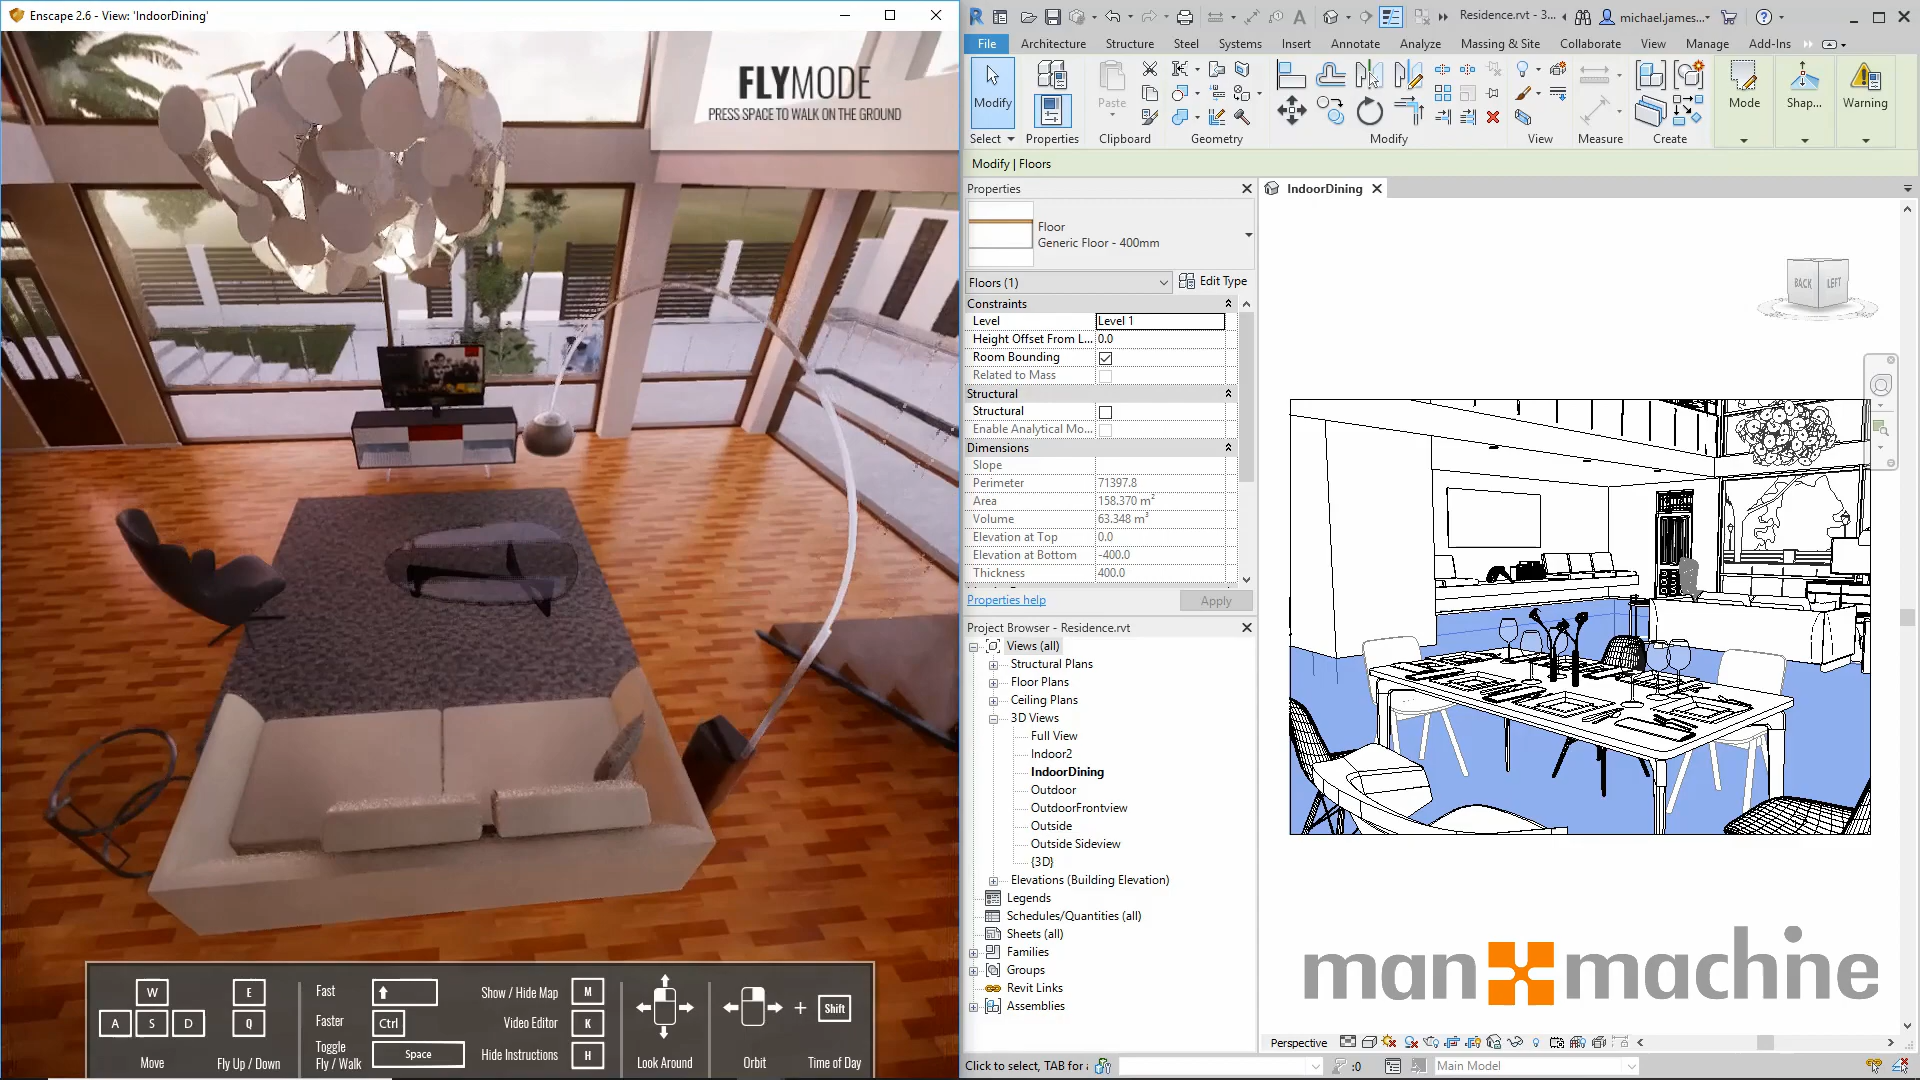 Enscape 2.6 - View: 'IndoorDining'
FLYMODE
PRESS SPACE TO WALK ON THE GROUND
W
A
S
D
Move
E
Q
Fly Up / Down
Fast
Faster
Ctrl
Toggle
Fly / Walk
Space
Show / Hide Map
M
Video Editor
K
Hide Instructions
H
Look Around
Orbit
+
Shift
Time of Day
Residence.rvt - 3...
michael.james...
File
Architecture
Structure
Steel
Systems
Insert
Annotate
Analyze
Massing & Site
Collaborate
View
Manage
Add-Ins
Modify
Paste
Mode
Shap...
Warning
Select
Properties
Clipboard
Geometry
Modify
View
Measure
Create
Modify | Floors
Properties
Floor
Generic Floor - 400mm
Floors (1)
Edit Type
Constraints
Level Level 1
Height Offset From L... 0.0
Room Bounding
Related to Mass
Structural
Structural
Enable Analytical Mo...
Dimensions
Slope
Perimeter 71397.8
Area 158.370 m²
Volume 63.348 m³
Elevation at Top 0.0
Elevation at Bottom -400.0
Thickness 400.0
Properties help
Apply
Project Browser - Residence.rvt
Views (all)
Structural Plans
Floor Plans
Ceiling Plans
3D Views
Full View
Indoor2
IndoorDining
Outdoor
OutdoorFrontview
Outside
Outside Sideview
{3D}
Elevations (Building Elevation)
Legends
Schedules/Quantities (all)
Sheets (all)
Families
Groups
Revit Links
Assemblies
IndoorDining
BACK
LEFT
man machine
Perspective
Click to select, TAB for a
:0
Main Model